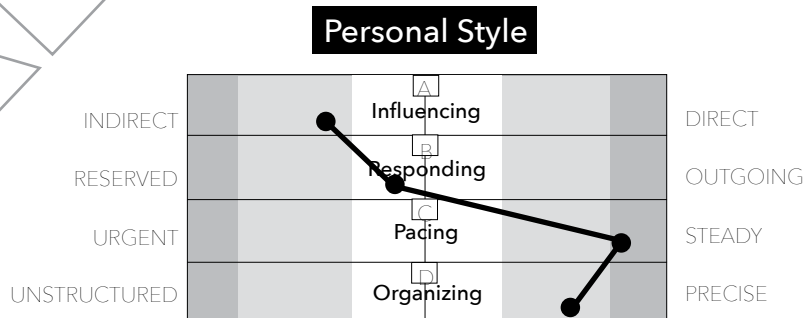 Personal Style
A
INDIRECT Influencing DIRECT
B
RESERVED Responding OUTGOING
C
URGENT Pacing STEADY
D
UNSTRUCTURED Organizing PRECISE